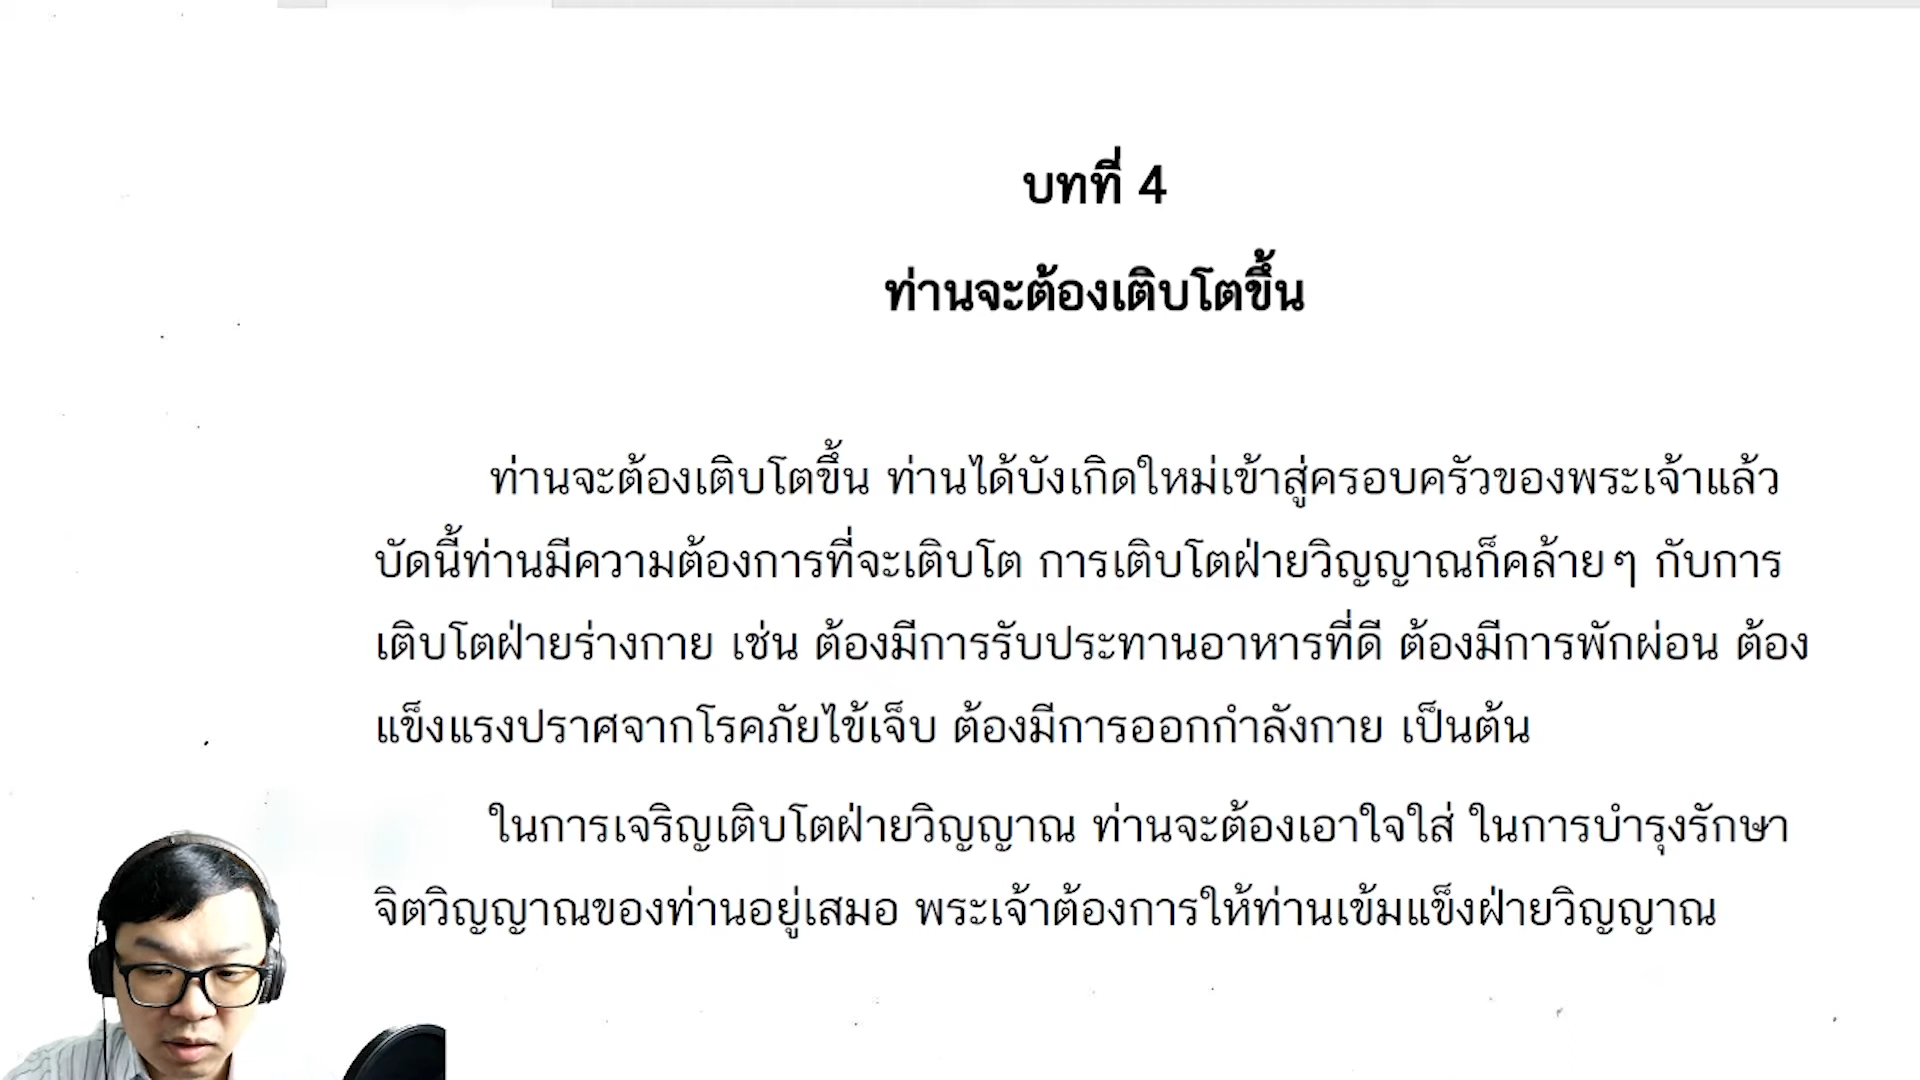 บทที่ 4
ท่านจะต้องเติบโตขึ้น
ท่านจะต้องเติบโตขึ้น ท่านได้บังเกิดใหม่เข้าสู่ครอบครัวของพระเจ้าแล้ว
บัดนี้ท่านมีความต้องการที่จะเติบโต การเติบโตฝ่ายวิญญาณก็คล้ายๆ กับการ
เติบโตฝ่ายร่างกาย เช่น ต้องมีการรับประทานอาหารที่ดี ต้องมีการพักผ่อน ต้อง
แข็งแรงปราศจากโรคภัยไข้เจ็บ ต้องมีการออกกำลังกาย เป็นต้น
ในการเจริญเติบโตฝ่ายวิญญาณ ท่านจะต้องเอาใจใส่ ในการบำรุงรักษา
จิตวิญญาณของท่านอยู่เสมอ พระเจ้าต้องการให้ท่านเข้มแข็งฝ่ายวิญญาณ